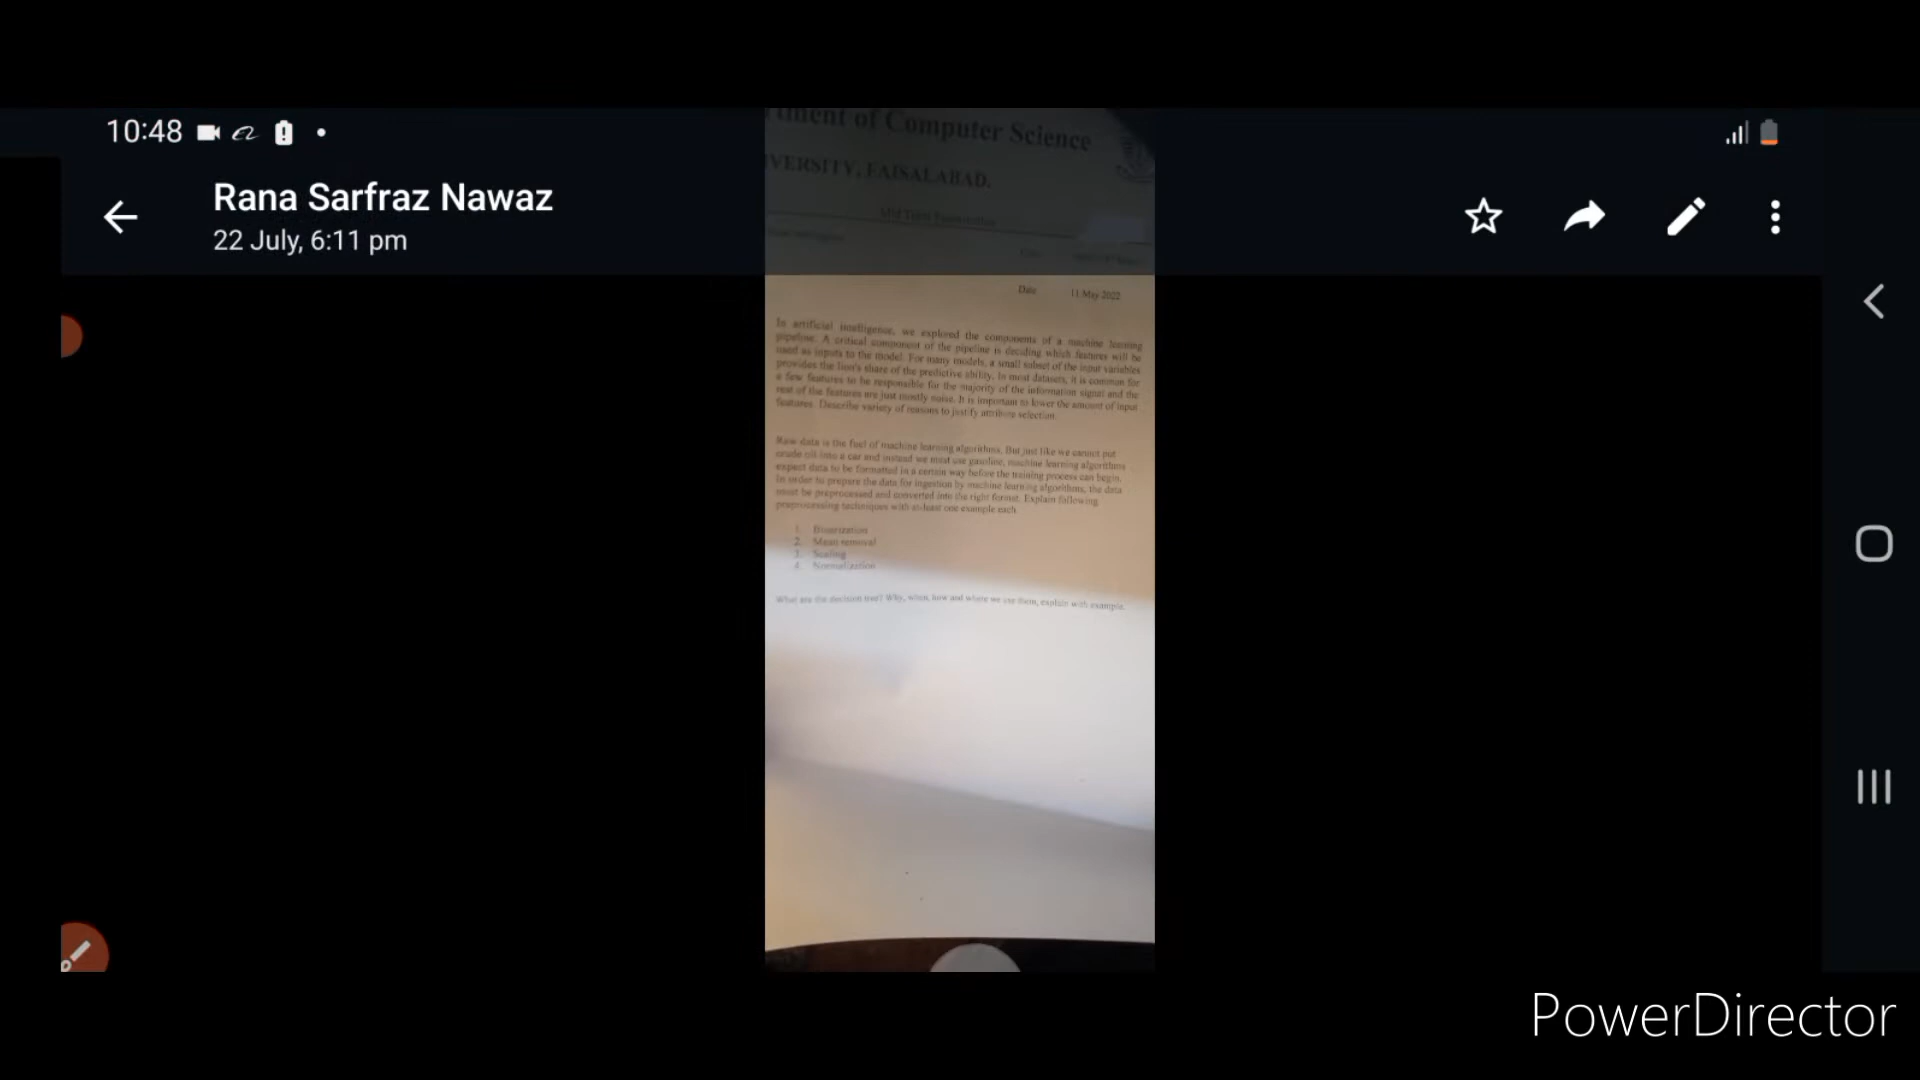 10:48
Rana Sarfraz Nawaz
22 July, 6:11 pm
tment of Computer Science
VERSITY, FAISALABAD.
Mid Term Examination
Date 11 May 2022
In artificial intelligence, we explored the components of a machine learning
pipeline. A critical component of the pipeline is deciding which features will be
used as inputs to the model. For many models, a small subset of the input variables
provides the lion's share of the predictive ability. In most datasets, it is common for
a few features to be responsible for the majority of the information signal and the
rest of the features are just mostly noise. It is important to lower the amount of input
features. Describe variety of reasons to justify attribute selection.
Raw data is the fuel of machine learning algorithms. But just like we cannot put
crude oil into a car and instead we must use gasoline, machine learning algorithms
expect data to be formatted in a certain way before the training process can begin.
In order to prepare the data for ingestion by machine learning algorithms, the data
must be preprocessed and converted into the right format. Explain following
preprocessing techniques with at-least one example each.
1. Binarization
2. Mean removal
3. Scaling
4. Normalization
What are the decision tree? Why, when, how and where we use them, explain with example.
PowerDirector